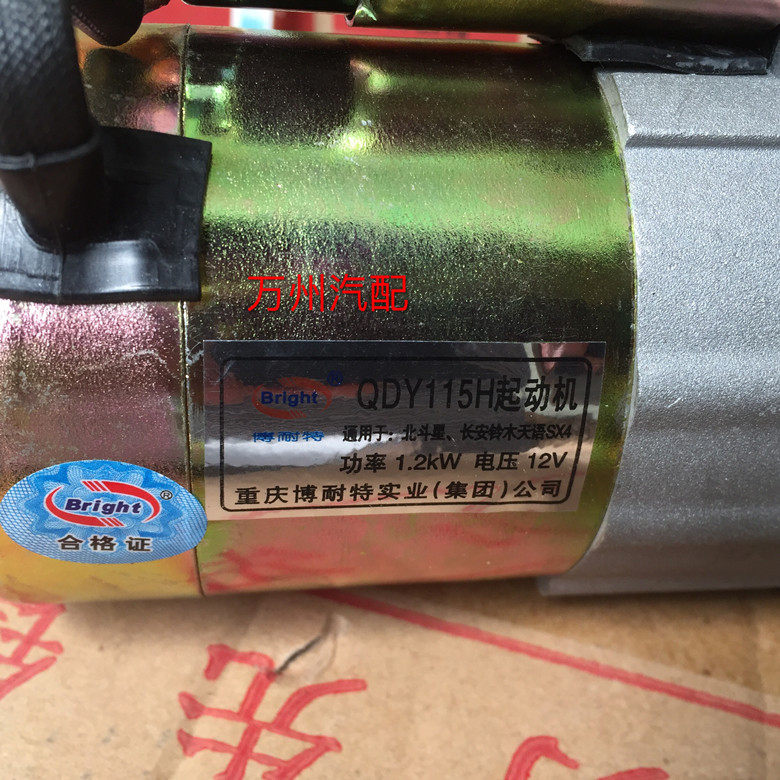 万州汽配
Bright® QDY115H起动机
博耐特 通用于：北斗星、长安铃木天语SX4
功率 1.2kW 电压 12V
重庆博耐特实业(集团)公司
Bright®
合格证
先